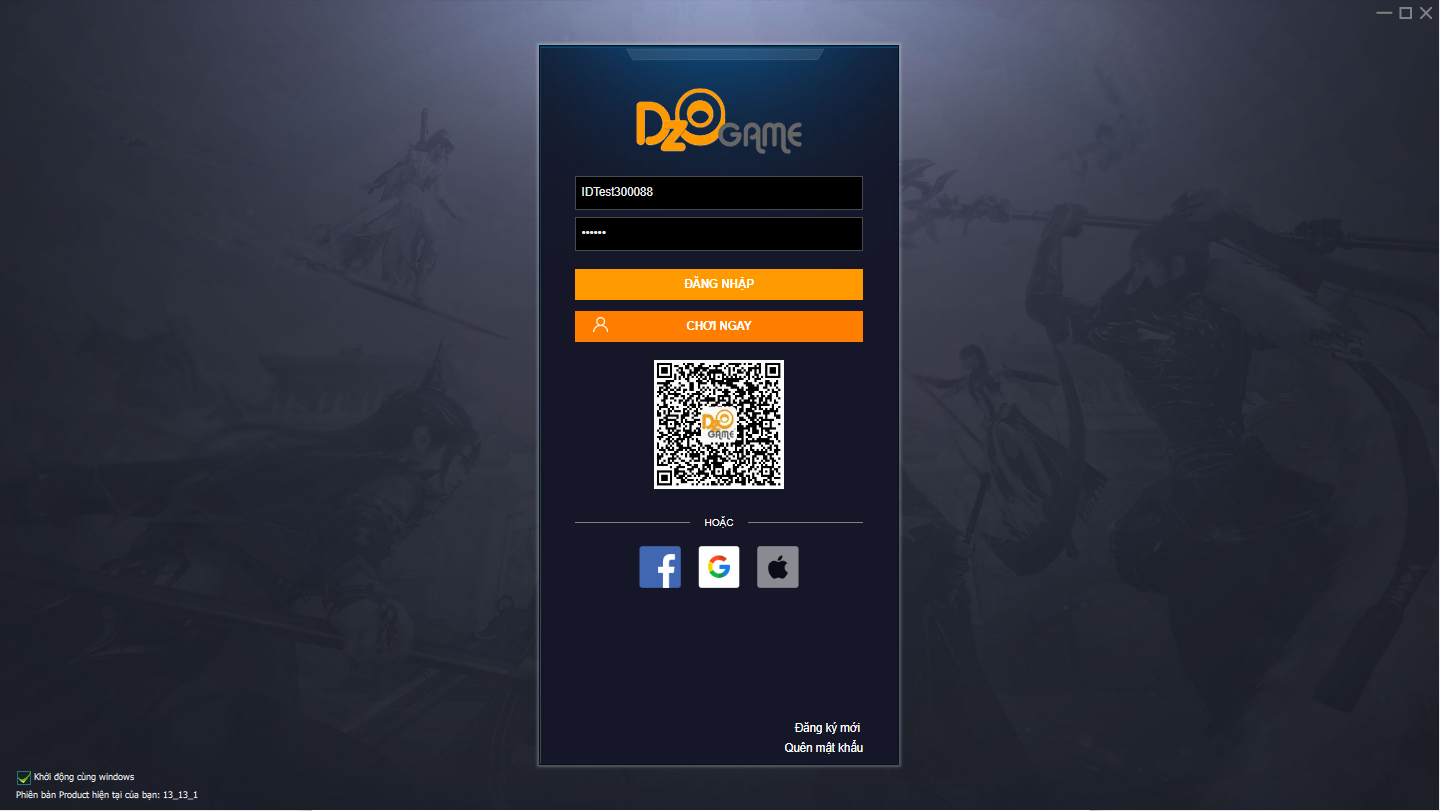 Dzo GAME
IDTest300088
••••••
ĐĂNG NHẬP
CHƠI NGAY
Dzo
GAME
HOẶC
Đăng ký mới
Quên mật khẩu
Khởi động cùng windows
Phiên bản Product hiện tại của bạn: 13_13_1